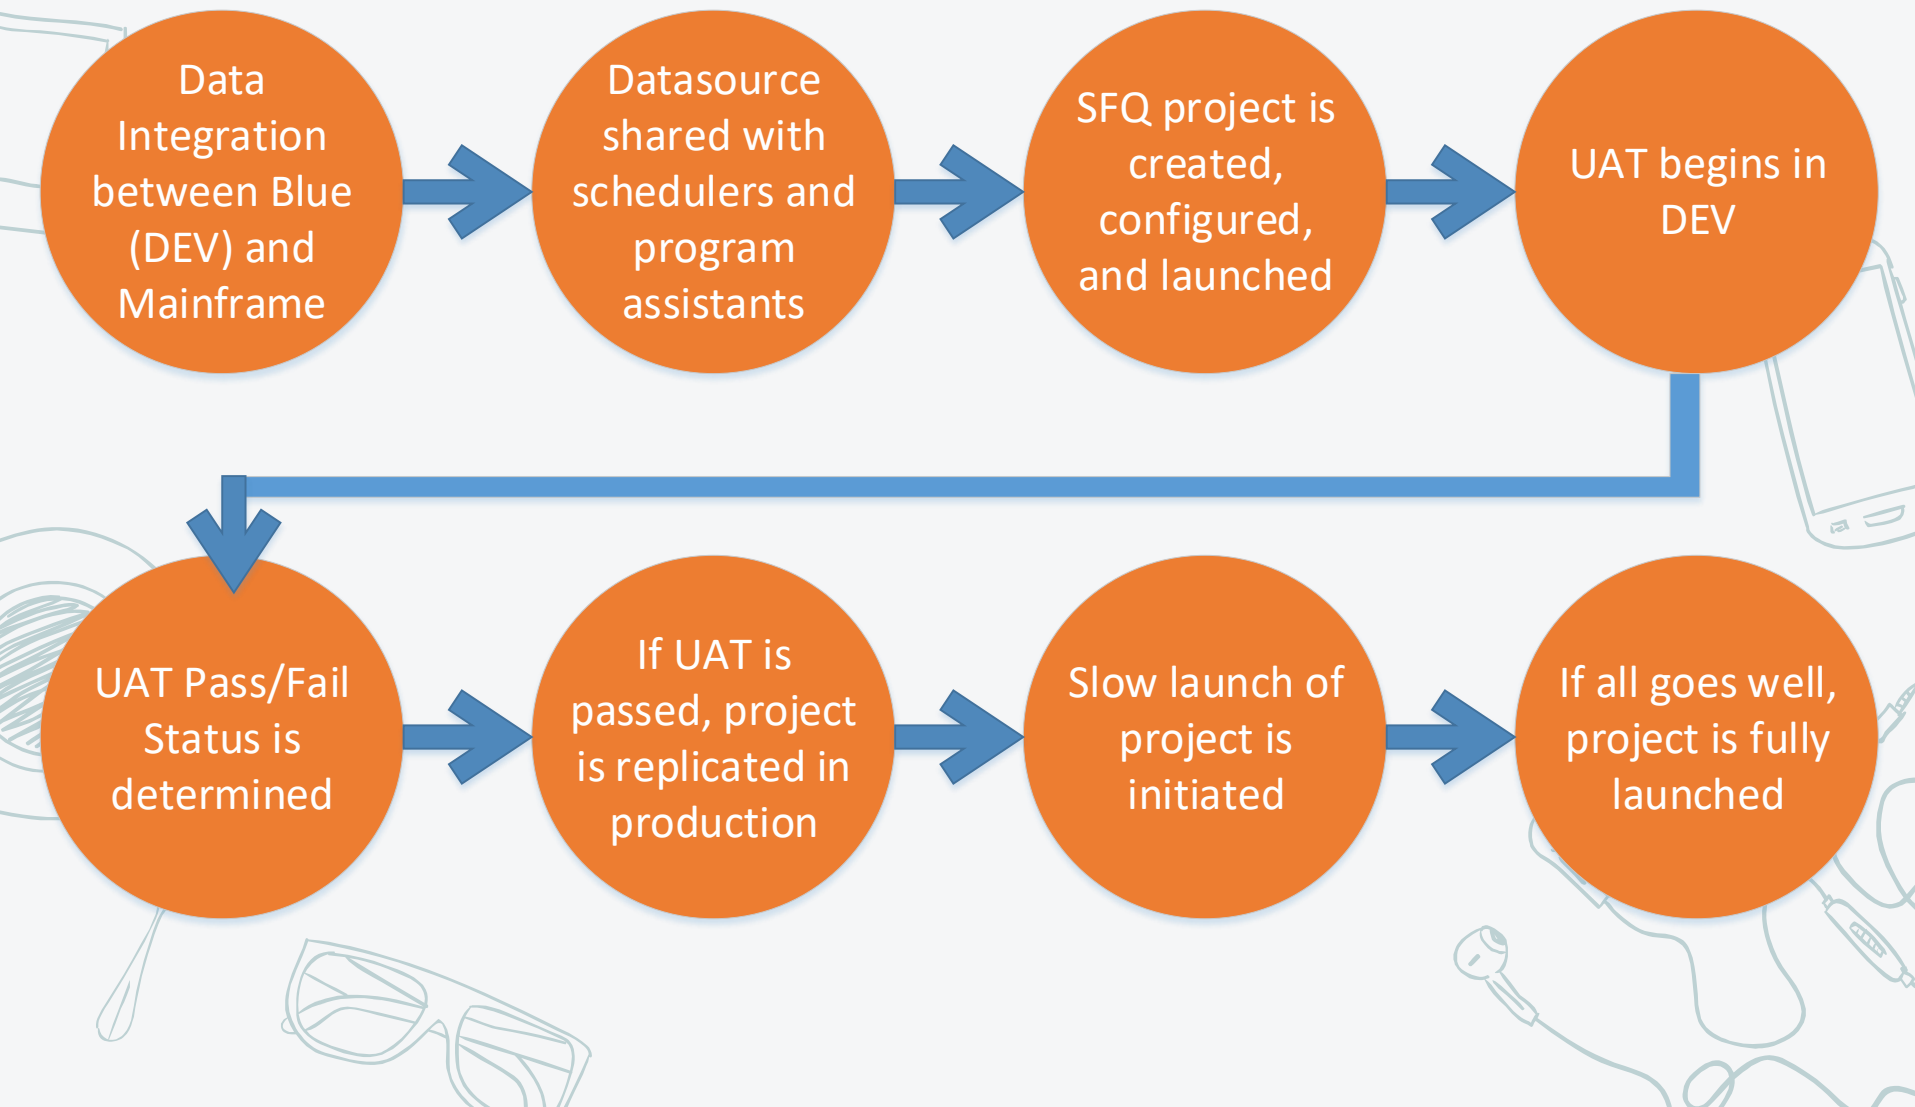 Data
Integration
between Blue
(DEV) and
Mainframe
Datasource
shared with
schedulers and
program
assistants
SFQ project is
created,
configured,
and launched
UAT begins in
DEV
UAT Pass/Fail
Status is
determined
If UAT is
passed, project
is replicated in
production
Slow launch of
project is
initiated
If all goes well,
project is fully
launched